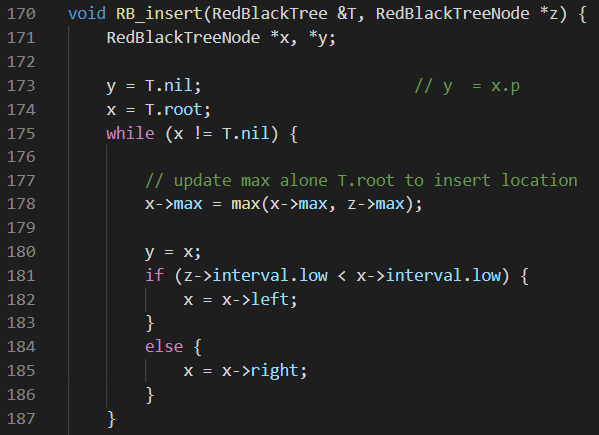 170 void RB_insert(RedBlackTree &T, RedBlackTreeNode *z) {
171     RedBlackTreeNode *x, *y;
172
173     y = T.nil;                      // y  = x.p
174     x = T.root;
175     while (x != T.nil) {
176
177         // update max alone T.root to insert location
178         x->max = max(x->max, z->max);
179
180         y = x;
181         if (z->interval.low < x->interval.low) {
182             x = x->left;
183         }
184         else {
185             x = x->right;
186         }
187     }